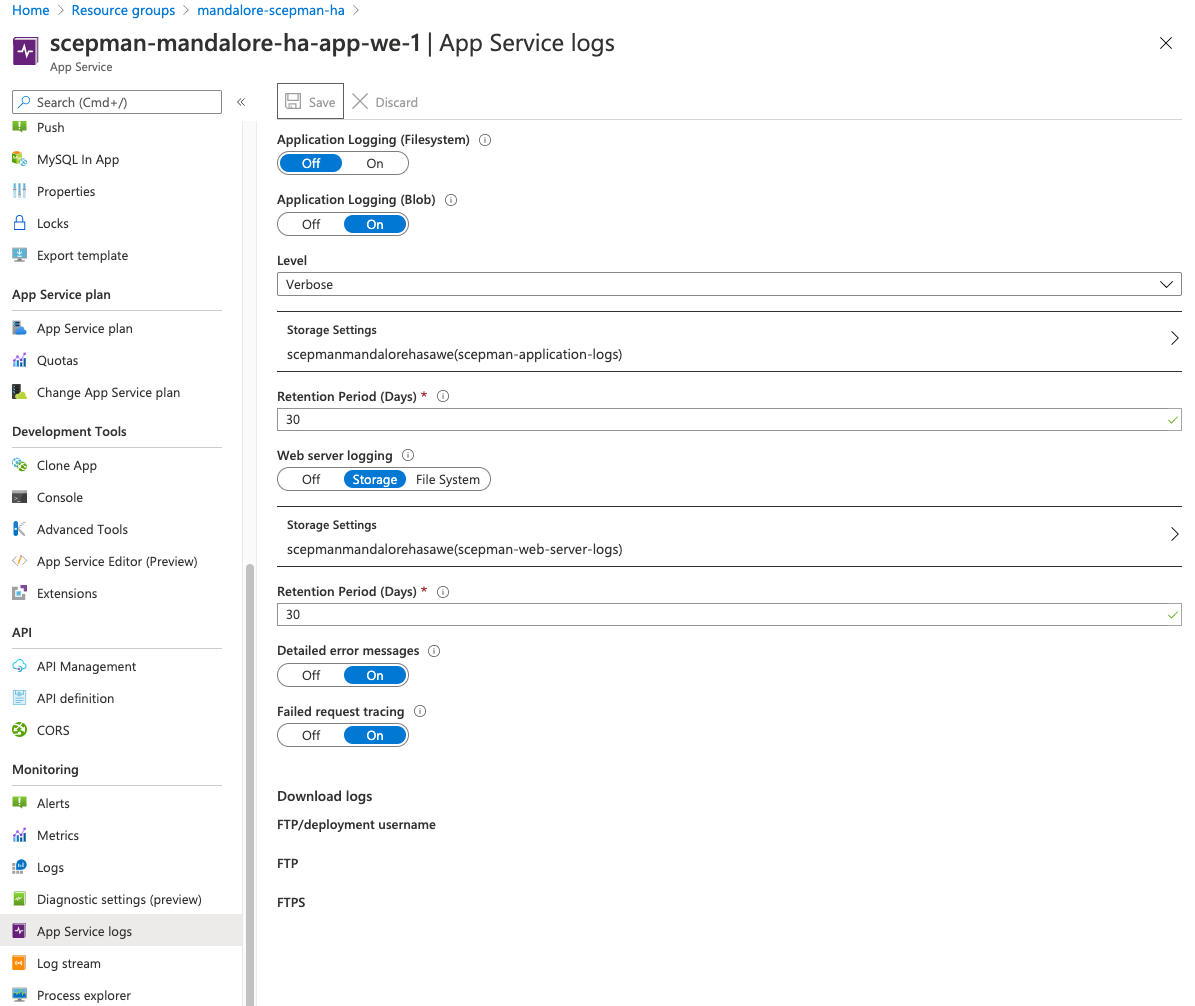 Home > Resource groups > mandalore-scepman-ha >
scepman-mandalore-ha-app-we-1 | App Service logs
App Service
Search (Cmd+/)
«
Push
MySQL In App
Properties
Locks
Export template
App Service plan
App Service plan
Quotas
Change App Service plan
Development Tools
Clone App
Console
Advanced Tools
App Service Editor (Preview)
Extensions
API
API Management
API definition
CORS
Monitoring
Alerts
Metrics
Logs
Diagnostic settings (preview)
App Service logs
Log stream
Process explorer
Save Discard
Application Logging (Filesystem)
Off On
Application Logging (Blob)
Off On
Level
Verbose
Storage Settings
scepmanmandalorehasawe(scepman-application-logs)
Retention Period (Days) *
30
Web server logging
Off Storage File System
Storage Settings
scepmanmandalorehasawe(scepman-web-server-logs)
Retention Period (Days) *
30
Detailed error messages
Off On
Failed request tracing
Off On
Download logs
FTP/deployment username
FTP
FTPS